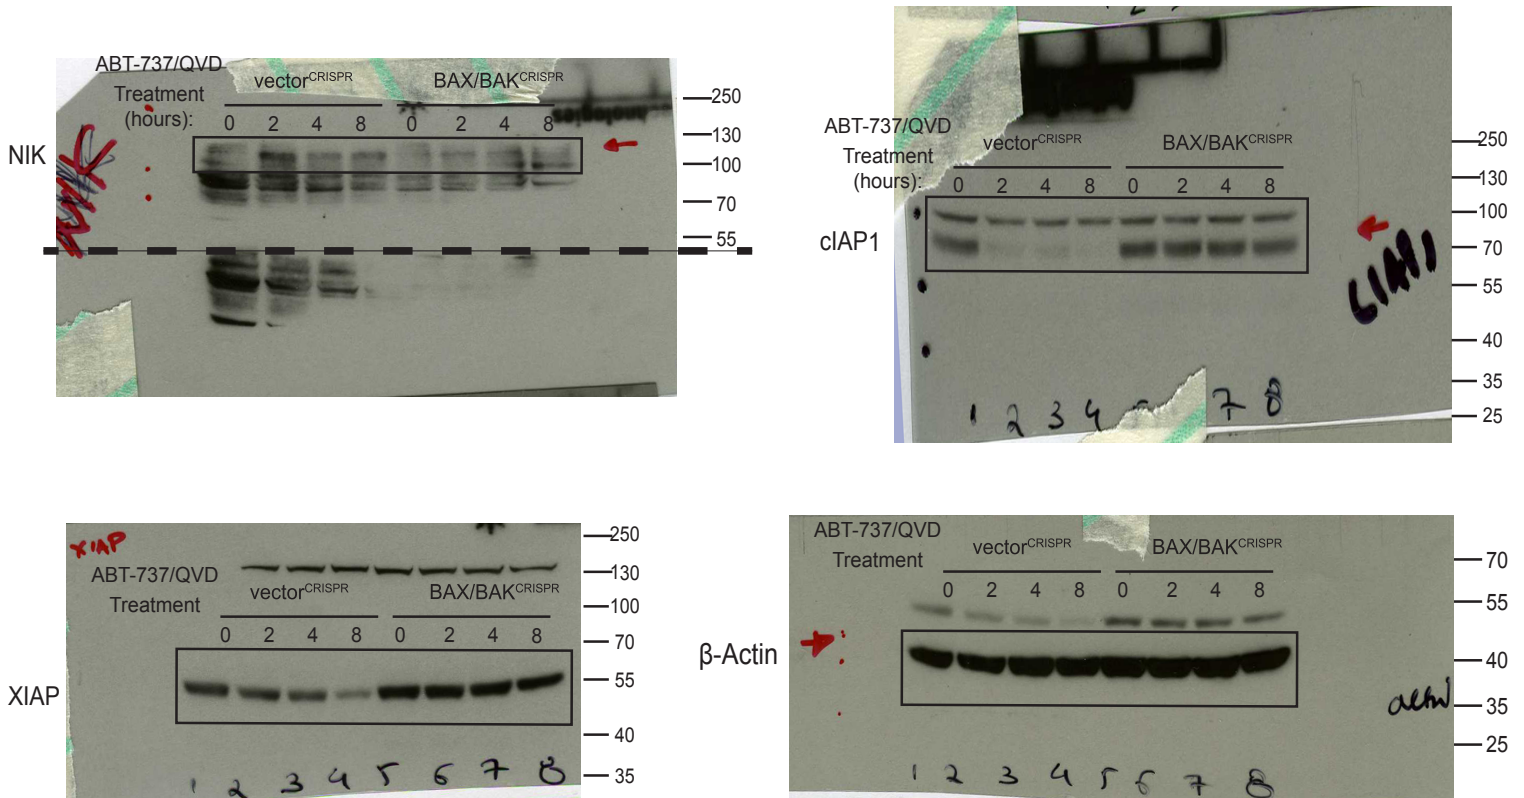 ABT-737/QVD
Treatment
(hours):
vectorCRISPR
BAX/BAKCRISPR
0 2 4 8 0 2 4 8
NIK
250
130
100
70
55
ABT-737/QVD
Treatment
(hours):
vectorCRISPR
BAX/BAKCRISPR
0 2 4 8 0 2 4 8
cIAP1
250
130
100
70
55
40
35
25
cIAP1
1 2 3 4 7 8
XIAP
ABT-737/QVD
Treatment
vectorCRISPR
BAX/BAKCRISPR
0 2 4 8 0 2 4 8
XIAP
250
130
100
70
55
40
35
1 2 3 4 5 6 7 8
ABT-737/QVD
Treatment
vectorCRISPR
BAX/BAKCRISPR
0 2 4 8 0 2 4 8
β-Actin
70
55
40
35
25
actin
1 2 3 4 5 6 7 8